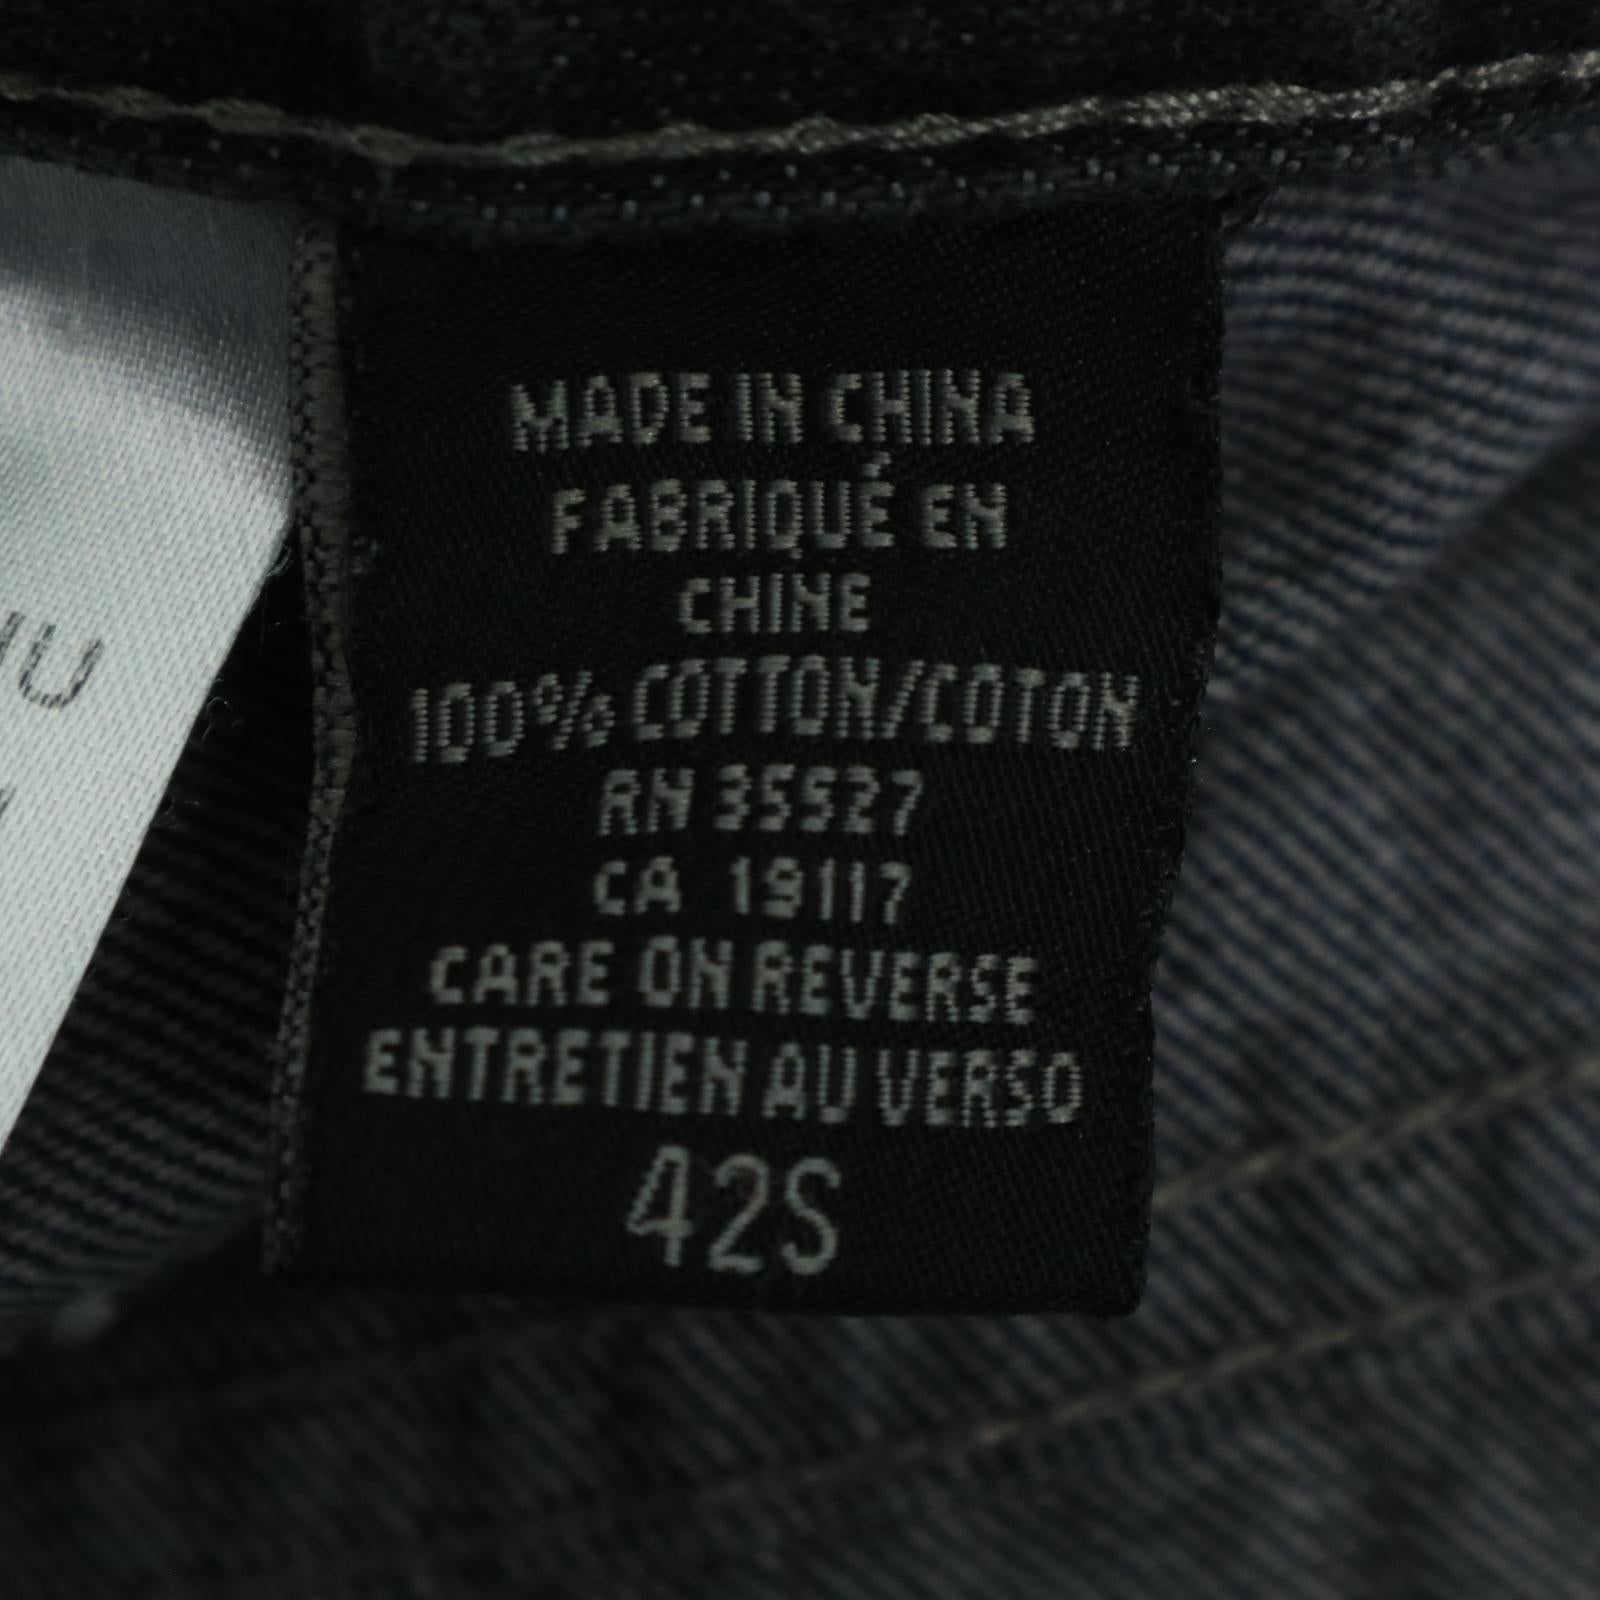 MADE IN CHINA
FABRIQUÉ EN
CHINE
100% COTTON/COTON
RN 35527
CA 19117
CARE ON REVERSE
ENTRETIEN AU VERSO
42S